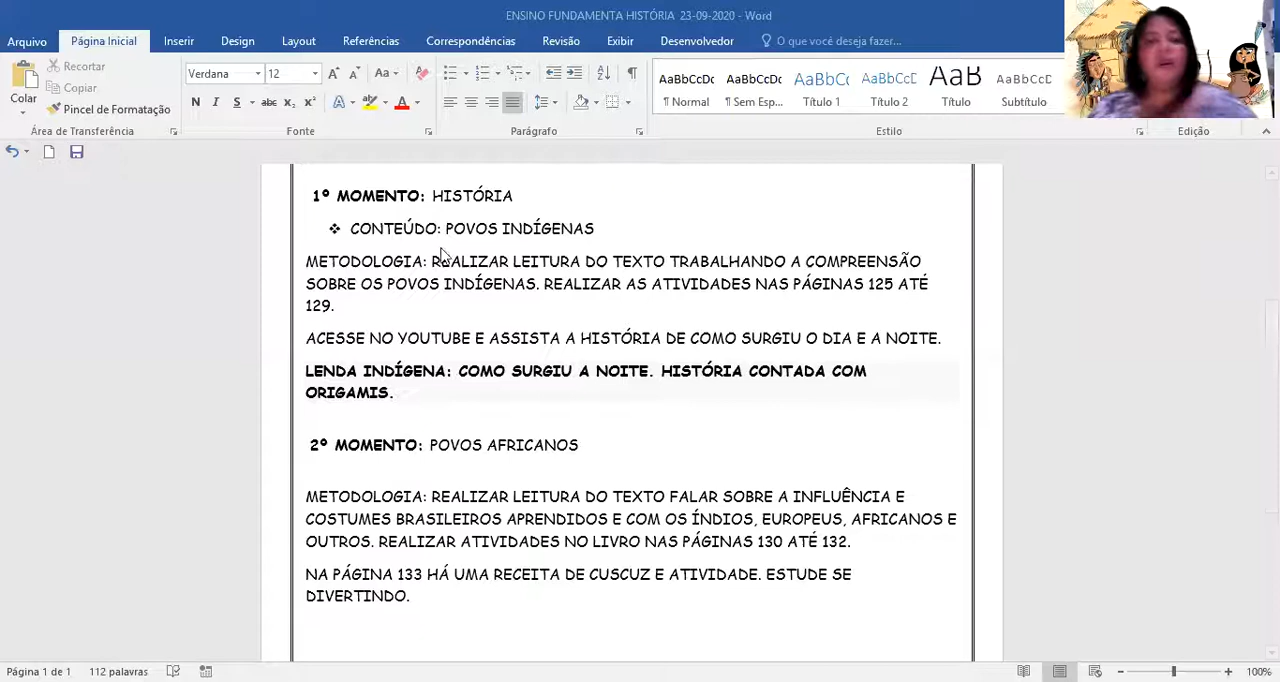 ENSINO FUNDAMENTA HISTÓRIA 23-09-2020 - Word
Arquivo Página Inicial Inserir Design Layout Referências Correspondências Revisão Exibir Desenvolvedor O que você deseja fazer...
Colar
Recortar
Copiar
Pincel de Formatação
Área de Transferência
Verdana 12
N I S abc x₂ x²
Fonte
Parágrafo
AaBbCcDc AaBbCcDc AaBbC( AaBbCcC AaB AaBbCcD
¶ Normal ¶ Sem Esp... Título 1 Título 2 Título Subtítulo
Estilo
Edição
1º MOMENTO: HISTÓRIA
❖ CONTEÚDO: POVOS INDÍGENAS
METODOLOGIA: REALIZAR LEITURA DO TEXTO TRABALHANDO A COMPREENSÃO
SOBRE OS POVOS INDÍGENAS. REALIZAR AS ATIVIDADES NAS PÁGINAS 125 ATÉ
129.
ACESSE NO YOUTUBE E ASSISTA A HISTÓRIA DE COMO SURGIU O DIA E A NOITE.
LENDA INDÍGENA: COMO SURGIU A NOITE. HISTÓRIA CONTADA COM
ORIGAMIS.
2º MOMENTO: POVOS AFRICANOS
METODOLOGIA: REALIZAR LEITURA DO TEXTO FALAR SOBRE A INFLUÊNCIA E
COSTUMES BRASILEIROS APRENDIDOS E COM OS ÍNDIOS, EUROPEUS, AFRICANOS E
OUTROS. REALIZAR ATIVIDADES NO LIVRO NAS PÁGINAS 130 ATÉ 132.
NA PÁGINA 133 HÁ UMA RECEITA DE CUSCUZ E ATIVIDADE. ESTUDE SE
DIVERTINDO.
Página 1 de 1 112 palavras 100%